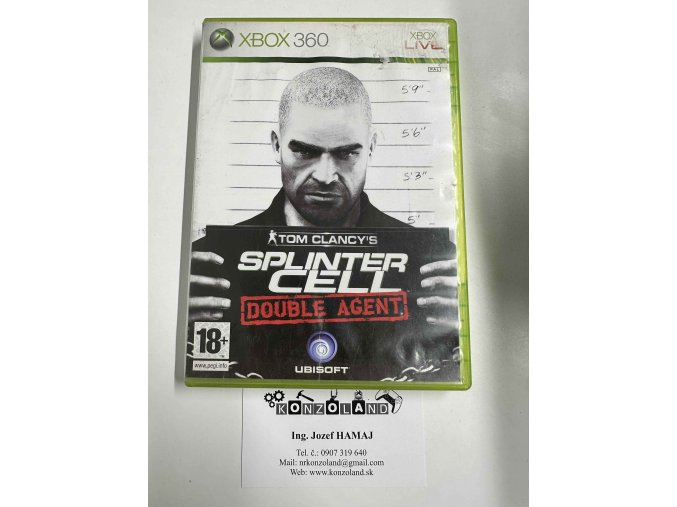 XBOX 360
XBOX
LIVE
PAL
5'9"
5'6"
5'3"
5"
TOM CLANCY'S
SPLINTER
CELL
DOUBLE AGENT
18+
www.pegi.info
UBISOFT
KONZOLAND
Ing. Jozef HAMAJ
Tel. č.: 0907 319 640
Mail: nrkonzoland@gmail.com
Web: www.konzoland.sk